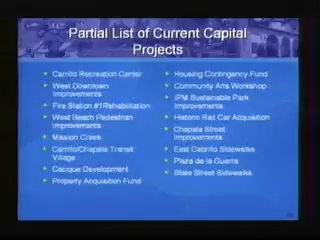 Partial List of Current Capital
Projects
Carrillo Recreation Center
West Downtown
Improvements
Fire Station #1Rehabilitation
West Beach Pedestrian
Improvements
Mission Creek
Carrillo/Chapala Transit
Village
Cacique Development
Property Acquisition Fund
Housing Contingency Fund
Community Arts Workshop
IPM Sustainable Park
Improvements
Historic Rail Car Acquisition
Chapala Street
Improvements
East Cabrillo Sidewalks
Plaza de la Guerra
State Street Sidewalks